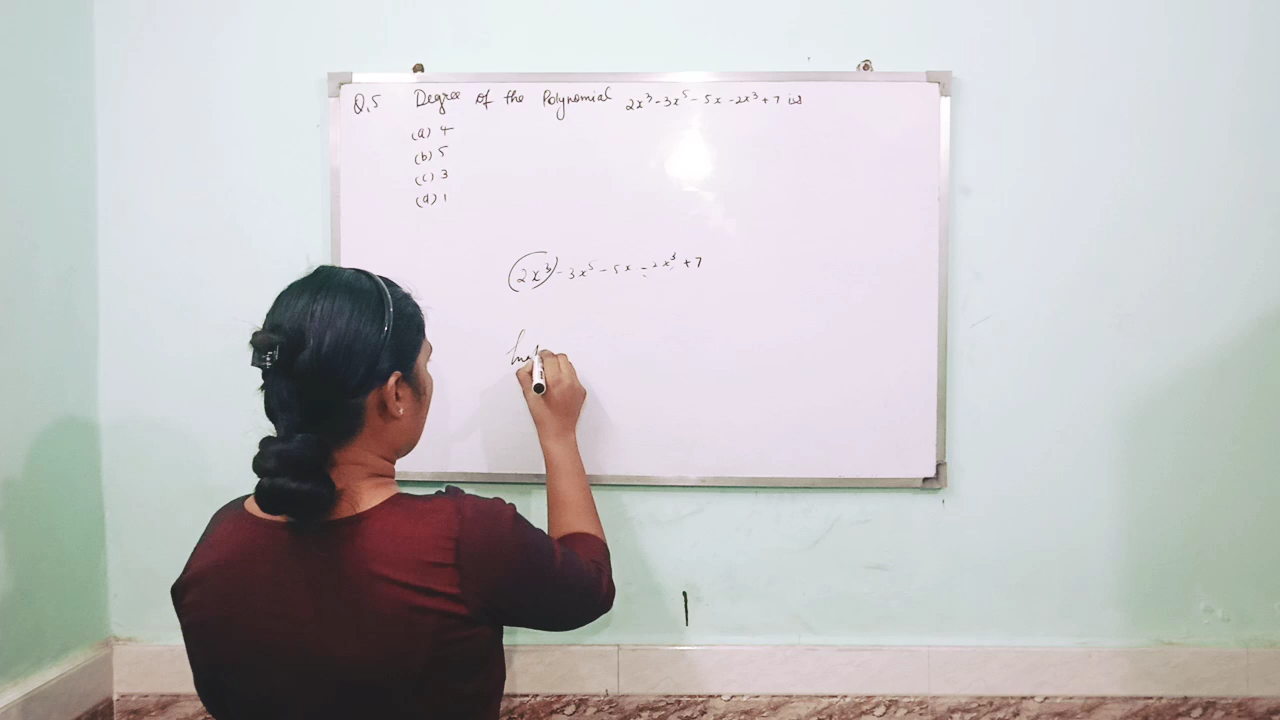 Q.5 Degree of the Polynomial 2x³-3x⁵-5x-2x³+7 is
(a) 4
(b) 5
(c) 3
(d) 1
2x³-3x⁵-5x-2x³+7